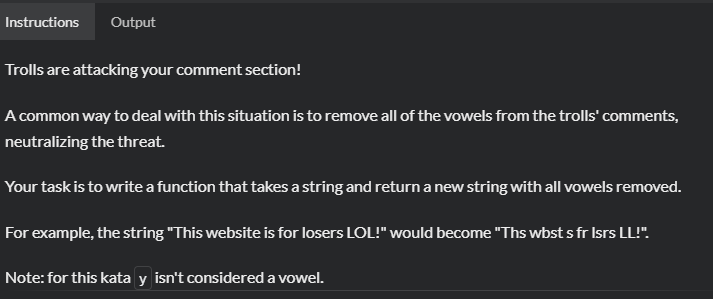 Instructions Output
Trolls are attacking your comment section!
A common way to deal with this situation is to remove all of the vowels from the trolls' comments,
neutralizing the threat.
Your task is to write a function that takes a string and return a new string with all vowels removed.
For example, the string "This website is for losers LOL!" would become "Ths wbst s fr lsrs LL!".
Note: for this kata y isn't considered a vowel.